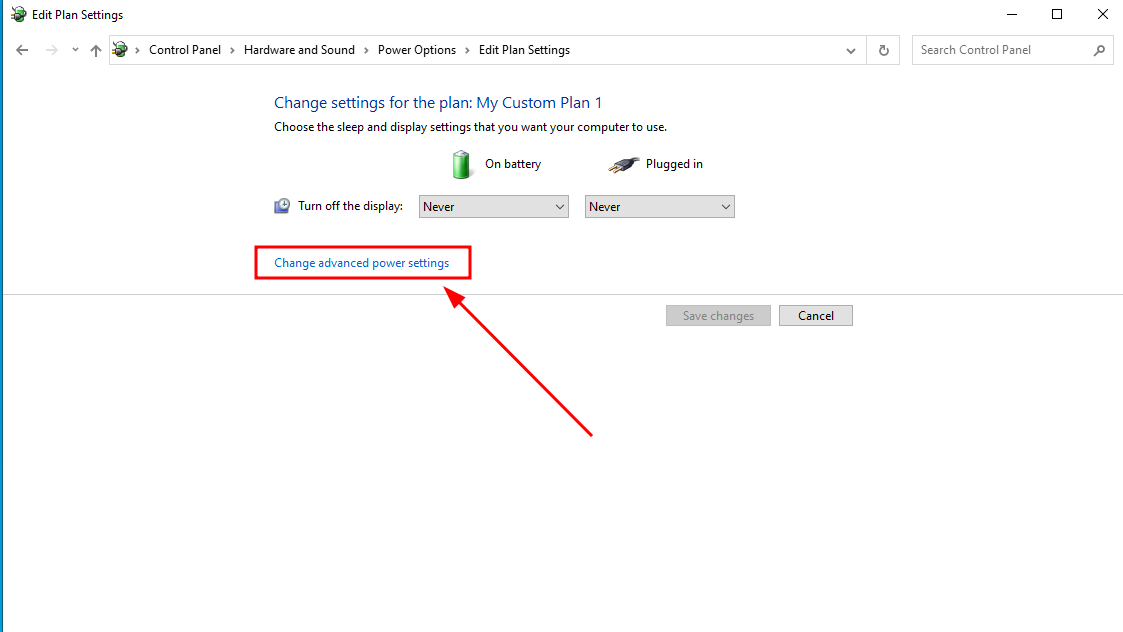 Edit Plan Settings
Control Panel > Hardware and Sound > Power Options > Edit Plan Settings
Search Control Panel
Change settings for the plan: My Custom Plan 1
Choose the sleep and display settings that you want your computer to use.
On battery Plugged in
Turn off the display: Never Never
Change advanced power settings
Save changes Cancel